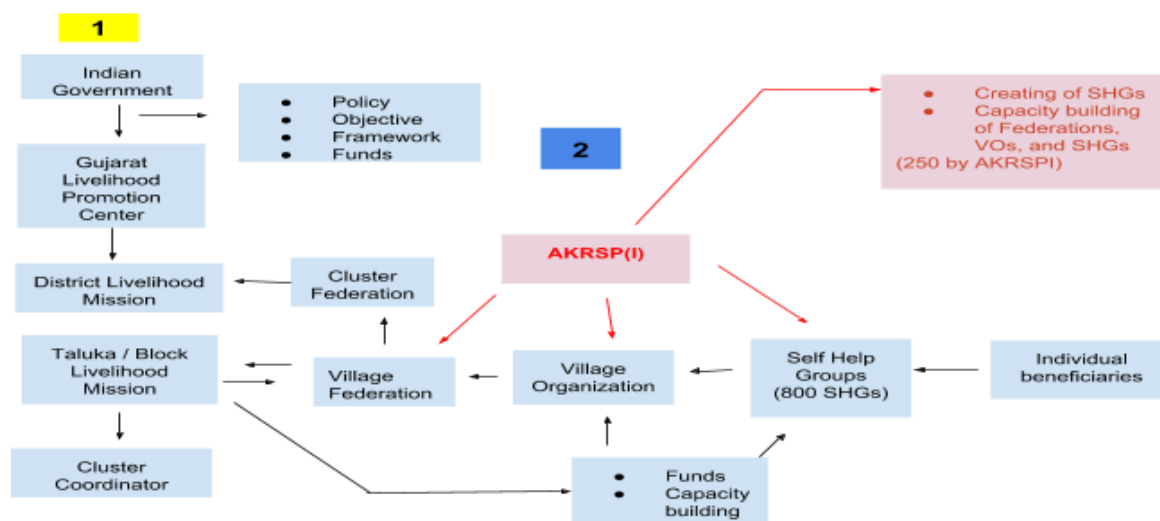 1
Indian
Government
● Policy
● Objective
● Framework
● Funds
● Creating of SHGs
● Capacity building
of Federations,
VOs, and SHGs
(250 by AKRSPI)
2
Gujarat
Livelihood
Promotion
Center
AKRSP(I)
District Livelihood
Mission
Cluster
Federation
Taluka / Block
Livelihood
Mission
Village
Federation
Village
Organization
Self Help
Groups
(800 SHGs)
Individual
beneficiaries
Cluster
Coordinator
● Funds
● Capacity
building